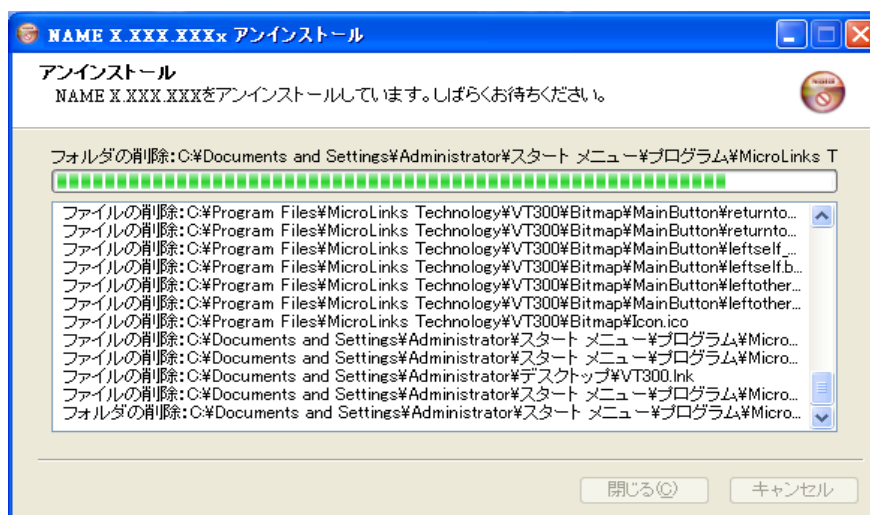 NAME X.XXX.XXXx アンインストール
アンインストール
NAME X.XXX.XXXをアンインストールしています。しばらくお待ちください。
フォルダの削除:C:¥Documents and Settings¥Administrator¥スタート メニュー¥プログラム¥MicroLinks T
ファイルの削除:C:¥Program Files¥MicroLinks Technology¥VT300¥Bitmap¥MainButton¥returnto...
ファイルの削除:C:¥Program Files¥MicroLinks Technology¥VT300¥Bitmap¥MainButton¥returnto...
ファイルの削除:C:¥Program Files¥MicroLinks Technology¥VT300¥Bitmap¥MainButton¥leftself_...
ファイルの削除:C:¥Program Files¥MicroLinks Technology¥VT300¥Bitmap¥MainButton¥leftself.b...
ファイルの削除:C:¥Program Files¥MicroLinks Technology¥VT300¥Bitmap¥MainButton¥leftother...
ファイルの削除:C:¥Program Files¥MicroLinks Technology¥VT300¥Bitmap¥MainButton¥leftother...
ファイルの削除:C:¥Program Files¥MicroLinks Technology¥VT300¥Bitmap¥Icon.ico
ファイルの削除:C:¥Documents and Settings¥Administrator¥スタート メニュー¥プログラム¥Micro...
ファイルの削除:C:¥Documents and Settings¥Administrator¥スタート メニュー¥プログラム¥Micro...
ファイルの削除:C:¥Documents and Settings¥Administrator¥デスクトップ¥VT300.lnk
ファイルの削除:C:¥Documents and Settings¥Administrator¥スタート メニュー¥プログラム¥Micro...
フォルダの削除:C:¥Documents and Settings¥Administrator¥スタート メニュー¥プログラム¥Micro...
閉じる(C)
キャンセル